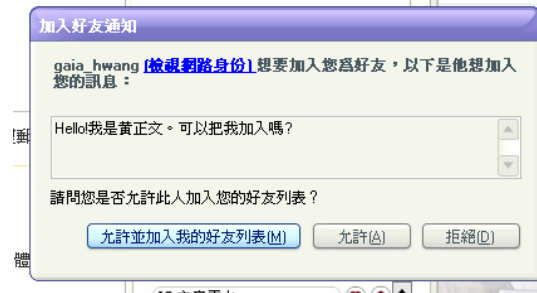 加入好友通知
gaia_hwang (檢視網路身份) 想要加入您為好友，以下是他想加入
您的訊息：
郵
Hello!我是黃正文。可以把我加入嗎?
請問您是否允許此人加入您的好友列表？
允許並加入我的好友列表(M) 允許(A) 拒絕(D)
體